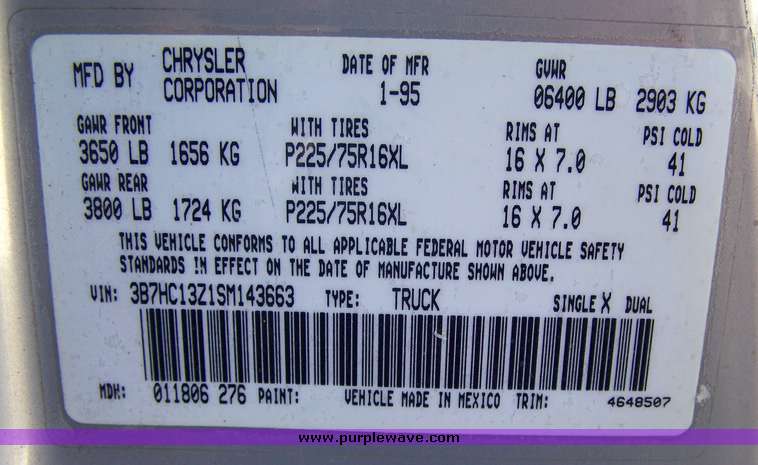 MFD BY CHRYSLER CORPORATION DATE OF MFR 1-95 GVWR 06400 LB 2903 KG
GAWR FRONT WITH TIRES RIMS AT PSI COLD
3650 LB 1656 KG P225/75R16XL 16 X 7.0 41
GAWR REAR WITH TIRES RIMS AT PSI COLD
3800 LB 1724 KG P225/75R16XL 16 X 7.0 41
THIS VEHICLE CONFORMS TO ALL APPLICABLE FEDERAL MOTOR VEHICLE SAFETY
STANDARDS IN EFFECT ON THE DATE OF MANUFACTURE SHOWN ABOVE.
VIN: 3B7HC13Z1SM143663 TYPE: TRUCK SINGLE X DUAL
MDH: 011806 276 PAINT: VEHICLE MADE IN MEXICO TRIM: 4648507
www.purplewave.com